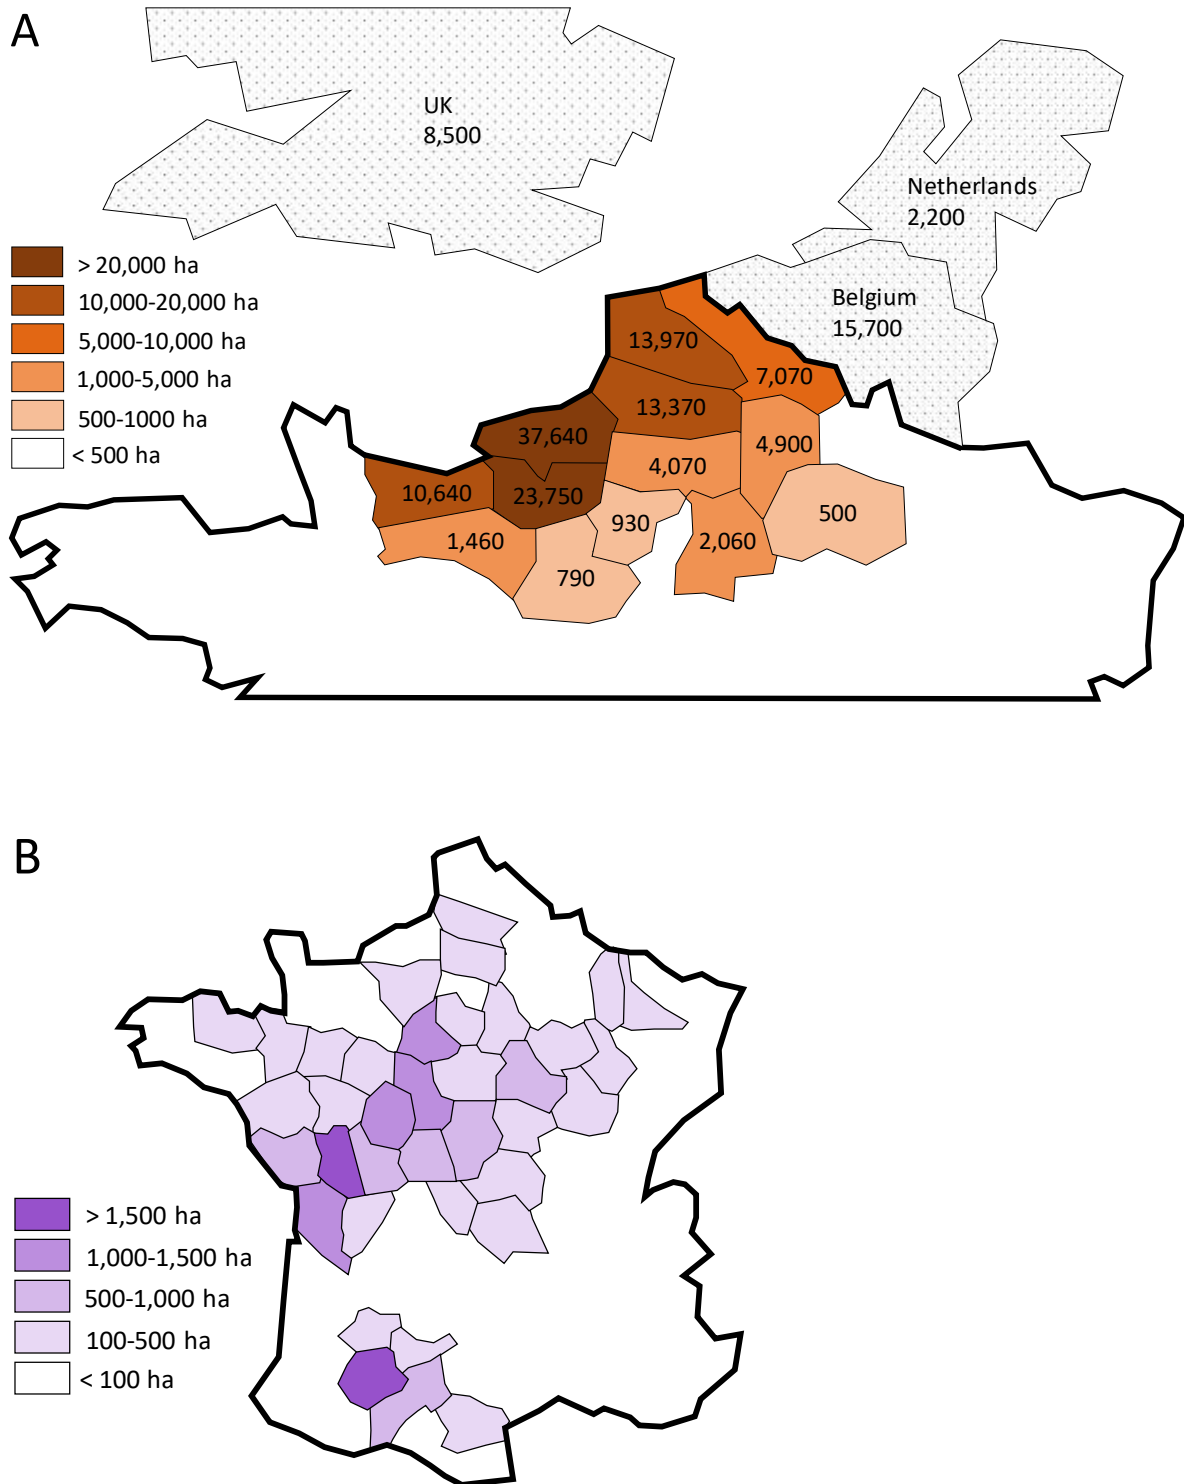 A
UK
8,500
Netherlands
2,200
Belgium
15,700
> 20,000 ha
10,000-20,000 ha
5,000-10,000 ha
1,000-5,000 ha
500-1000 ha
< 500 ha
13,970
7,070
13,370
37,640
4,900
4,070
10,640
23,750
930
500
1,460
2,060
790
B
> 1,500 ha
1,000-1,500 ha
500-1,000 ha
100-500 ha
< 100 ha